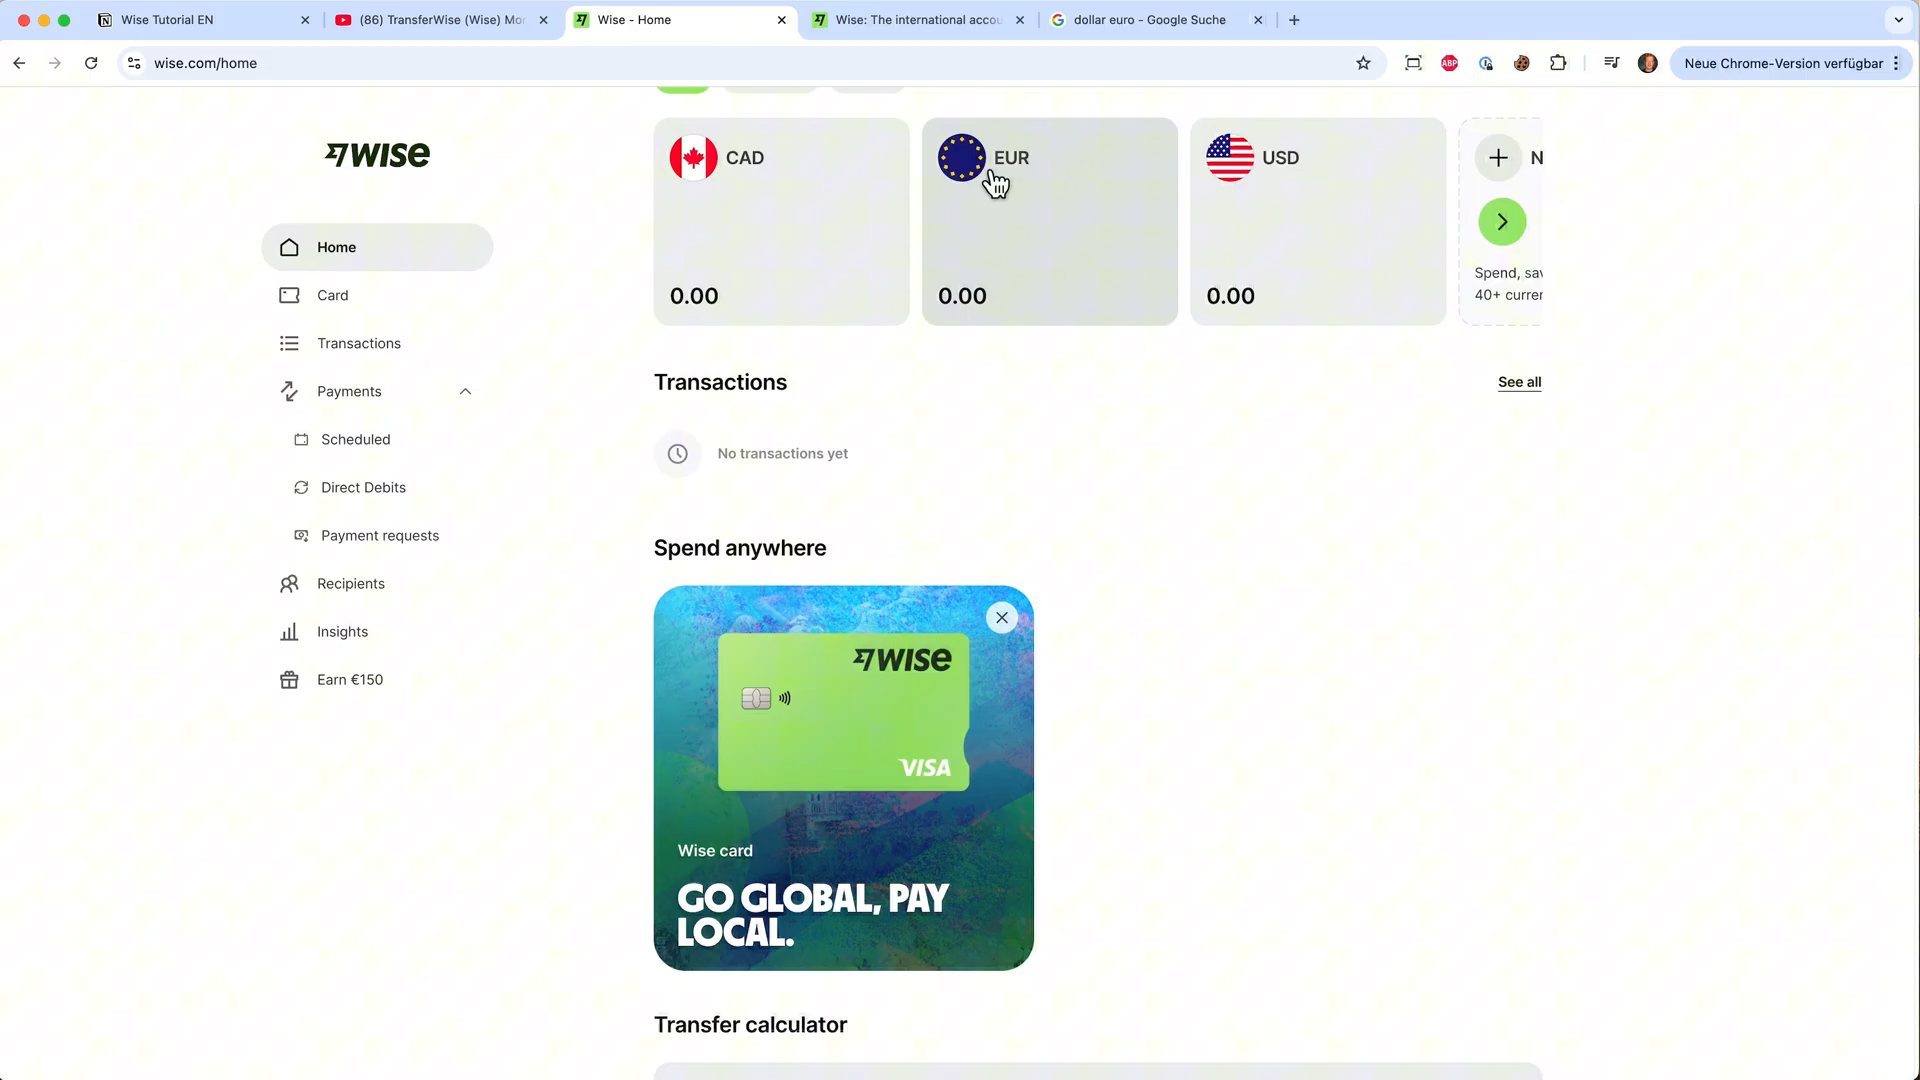 Wise Tutorial EN
(86) TransferWise (Wise) Mo
Wise - Home
Wise: The international accou
dollar euro - Google Suche
wise.com/home
ABP
Neue Chrome-Version verfügbar
WISE
Home
Card
Transactions
Payments
Scheduled
Direct Debits
Payment requests
Recipients
Insights
Earn €150
CAD
0.00
EUR
0.00
USD
0.00
N
Spend, sav
40+ curren
Transactions
See all
No transactions yet
Spend anywhere
WISE
VISA
Wise card
GO GLOBAL, PAY
LOCAL.
Transfer calculator